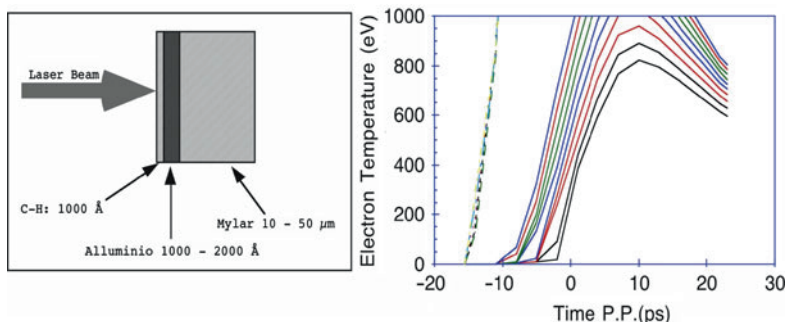 Laser Beam
C-H: 1000 Å
Mylar 10 – 50 µm
Alluminio 1000 – 2000 Å
Electron Temperature (eV)
1000
800
600
400
200
0
−20 −10 0 10 20 30
Time P.P.(ps)